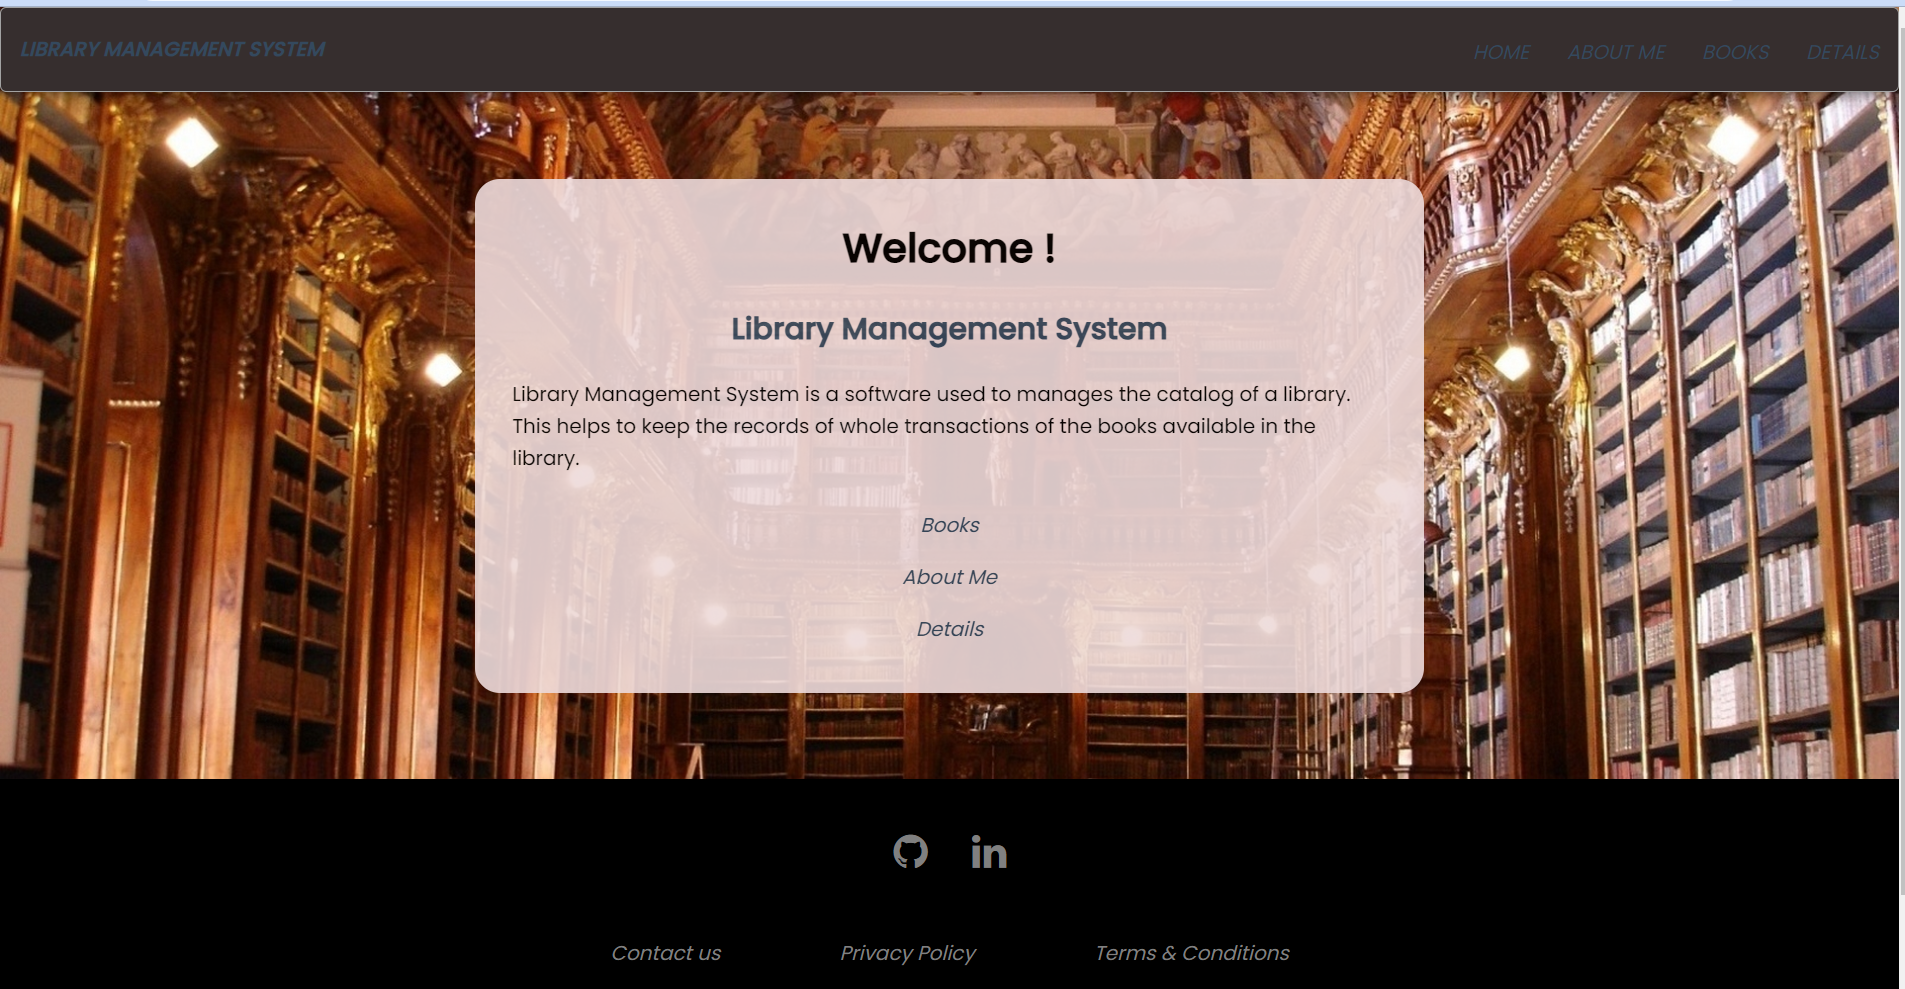 LIBRARY MANAGEMENT SYSTEM
HOME ABOUT ME BOOKS DETAILS
Welcome !
Library Management System
Library Management System is a software used to manages the catalog of a library.
This helps to keep the records of whole transactions of the books available in the
library.
Books
About Me
Details
in
Contact us Privacy Policy Terms & Conditions